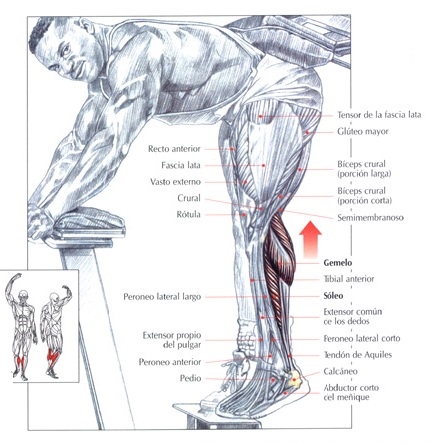 Tensor de la fascia lata
Glúteo mayor
Recto anterior
Fascia lata
Bíceps crural
(porción larga)
Vasto externo
Crural
Bíceps crural
(porción corta)
Rótula
Semimembranoso
Gemelo
Tibial anterior
Peroneo lateral largo
Sóleo
Extensor común
ce los dedos
Extensor propio
del pulgar
Peroneo lateral corto
Peroneo anterior
Tendón de Aquiles
Calcáneo
Pedio
Abductor corto
cel meñique